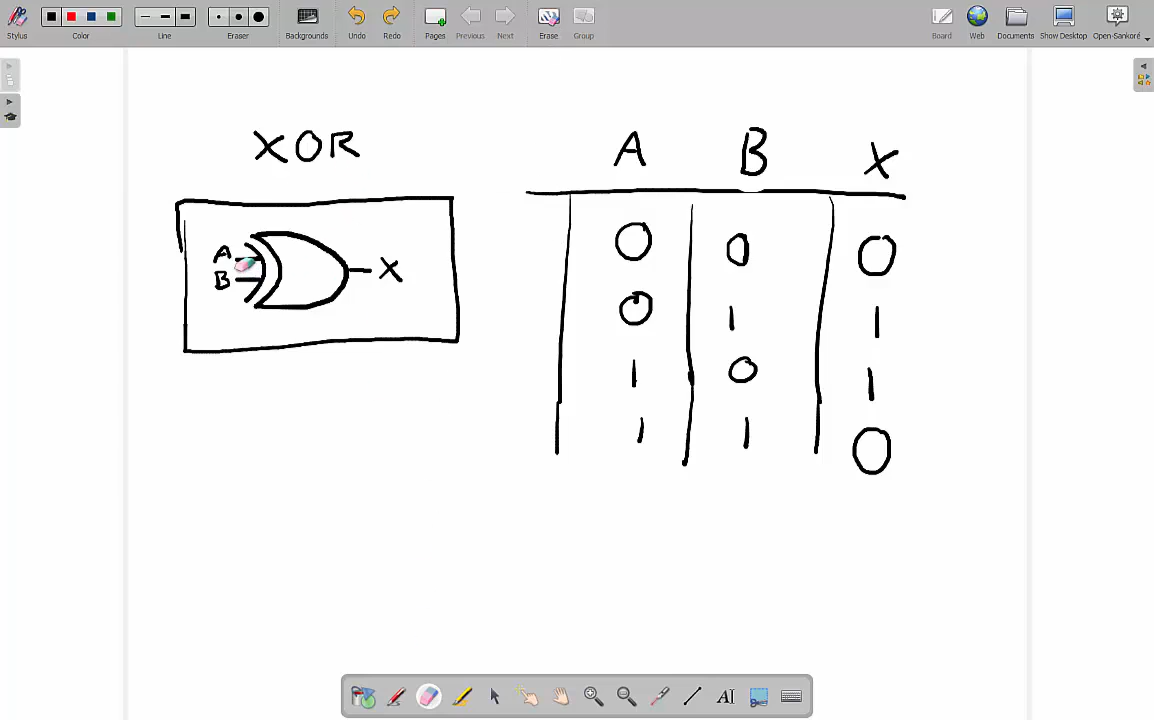 Stylus Color Line Eraser Backgrounds Undo Redo Pages Previous Next Erase Group Board Web Documents Show Desktop Open-Sankoré
XOR
A
B
X
A B X
0 0 0
0 1 1
1 0 1
1 1 0
AI